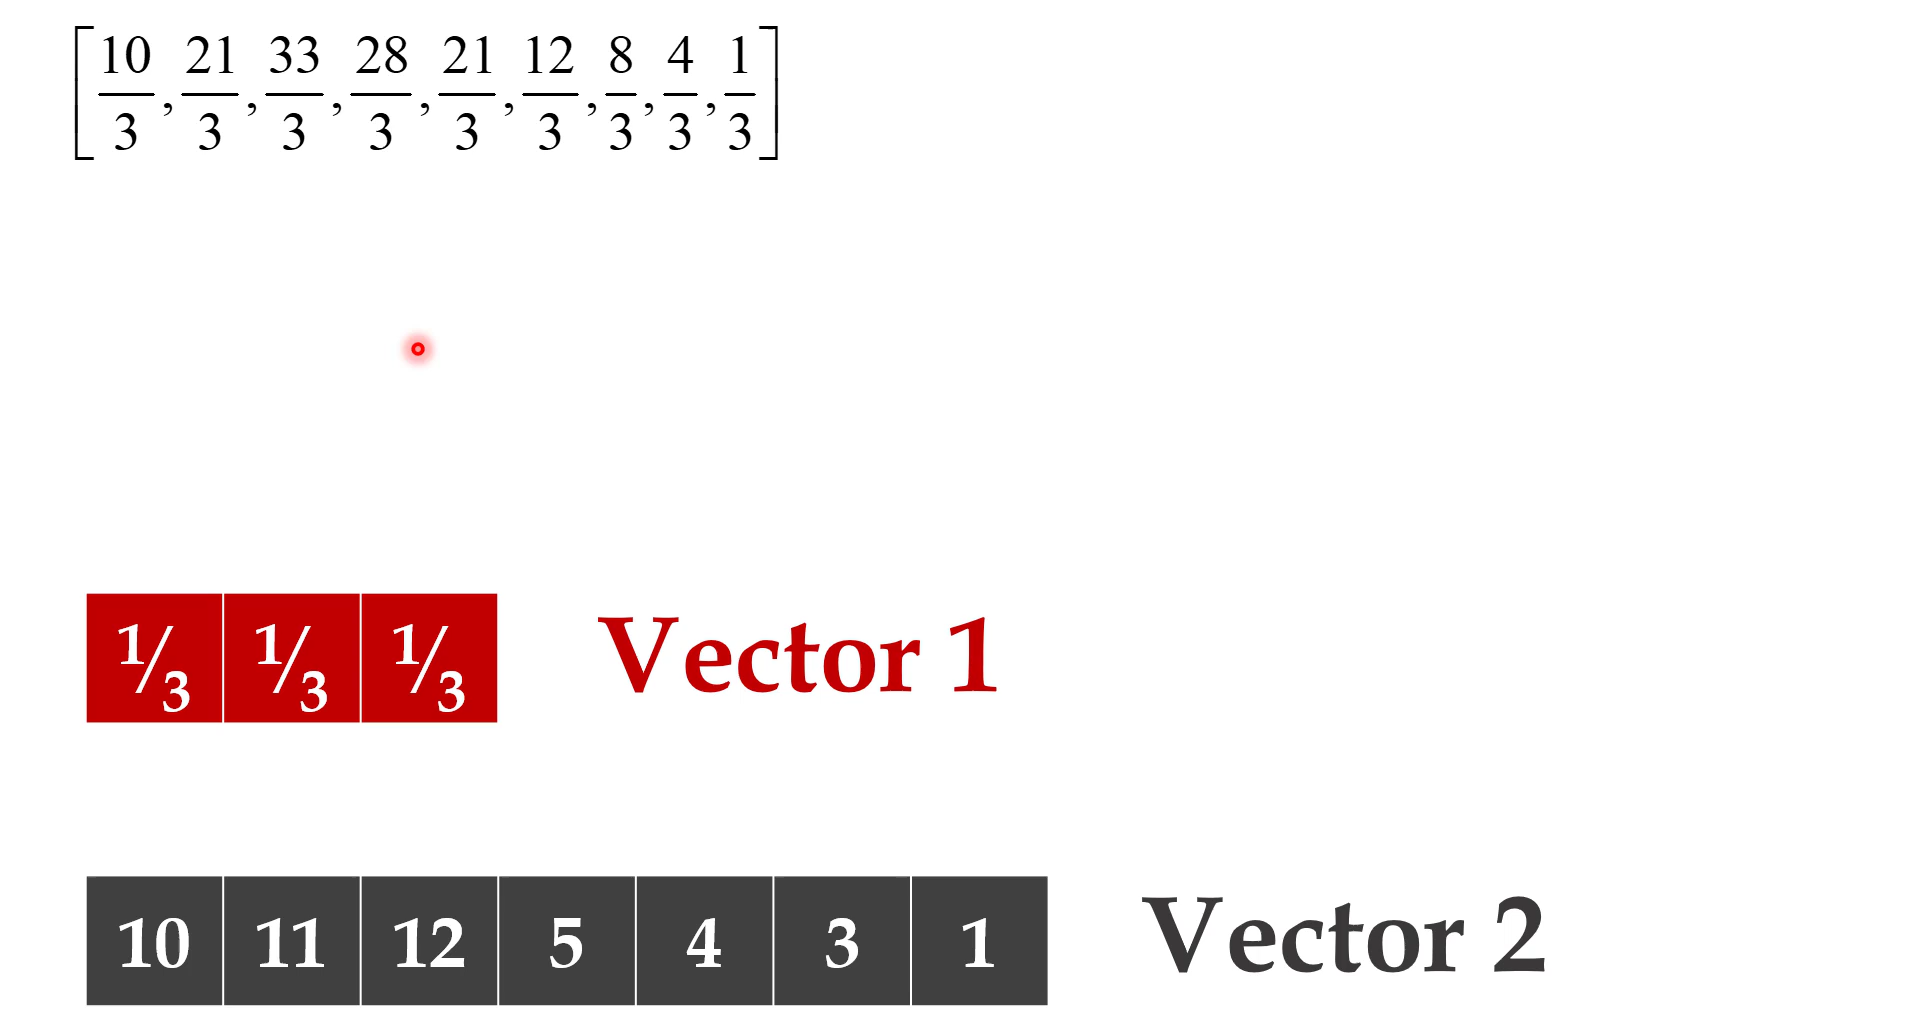 [10/3, 21/3, 33/3, 28/3, 21/3, 12/3, 8/3, 4/3, 1/3]
⅓ ⅓ ⅓ Vector 1
10 11 12 5 4 3 1 Vector 2